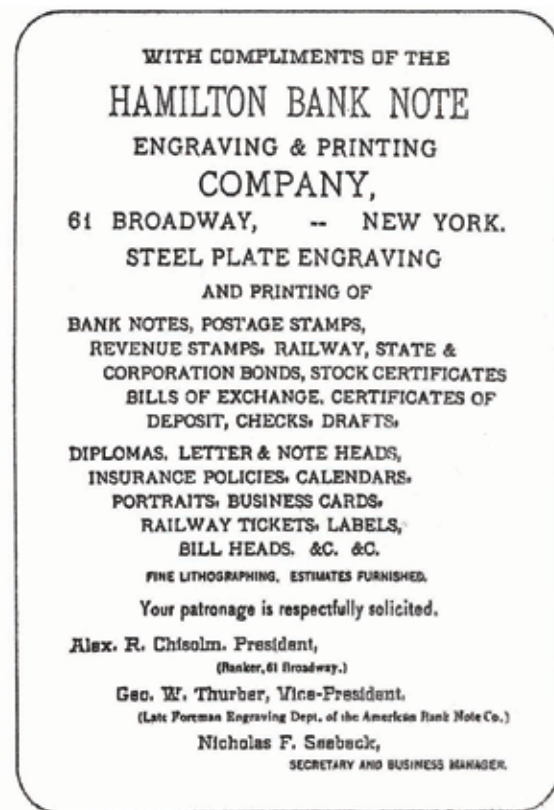 WITH COMPLIMENTS OF THE
HAMILTON BANK NOTE
ENGRAVING & PRINTING
COMPANY,
61 BROADWAY, -- NEW YORK.
STEEL PLATE ENGRAVING
AND PRINTING OF
BANK NOTES, POSTAGE STAMPS,
REVENUE STAMPS, RAILWAY, STATE &
CORPORATION BONDS, STOCK CERTIFICATES
BILLS OF EXCHANGE, CERTIFICATES OF
DEPOSIT, CHECKS, DRAFTS,
DIPLOMAS, LETTER & NOTE HEADS,
INSURANCE POLICIES, CALENDARS,
PORTRAITS, BUSINESS CARDS,
RAILWAY TICKETS, LABELS,
BILL HEADS, &C. &C.
FINE LITHOGRAPHING, ESTIMATES FURNISHED.
Your patronage is respectfully solicited.
Alex. R. Chisolm. President,
(Banker, 61 Broadway.)
Geo. W. Thurber, Vice-President.
(Late Foreman Engraving Dept. of the American Bank Note Co.)
Nicholas F. Seebeck,
SECRETARY AND BUSINESS MANAGER.